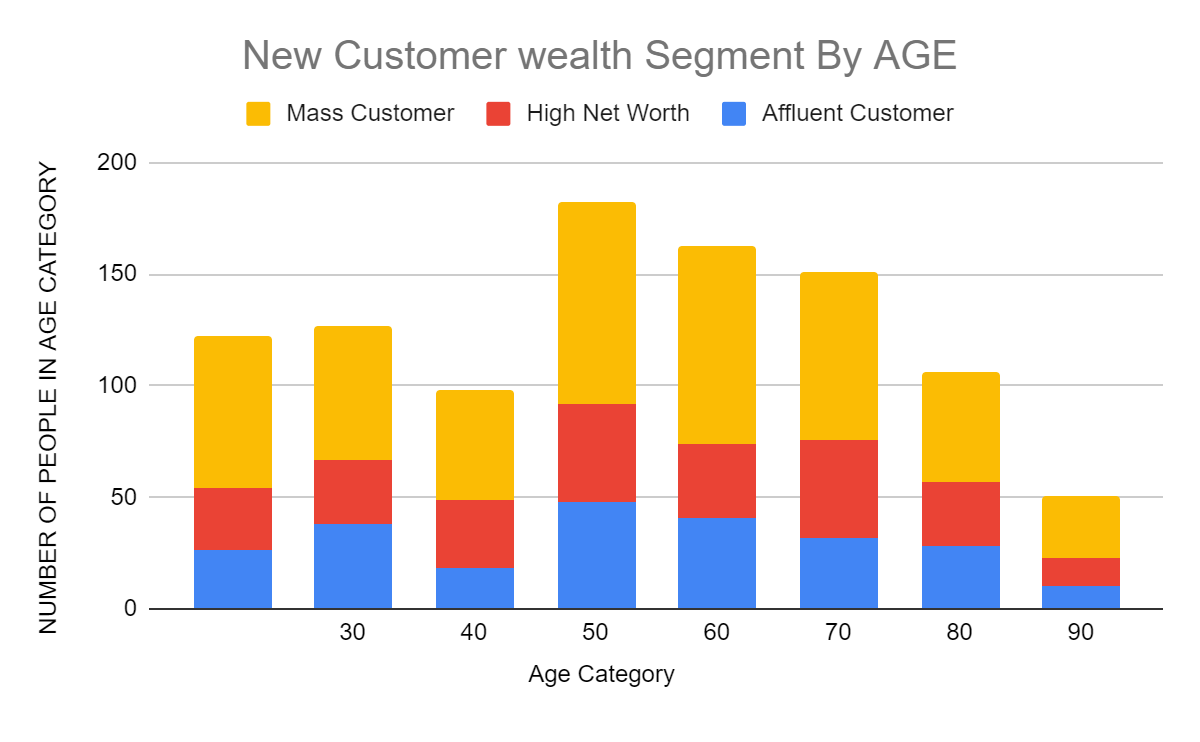 New Customer wealth Segment By AGE
Mass Customer High Net Worth Affluent Customer
NUMBER OF PEOPLE IN AGE CATEGORY
200
150
100
50
0
30 40 50 60 70 80 90
Age Category